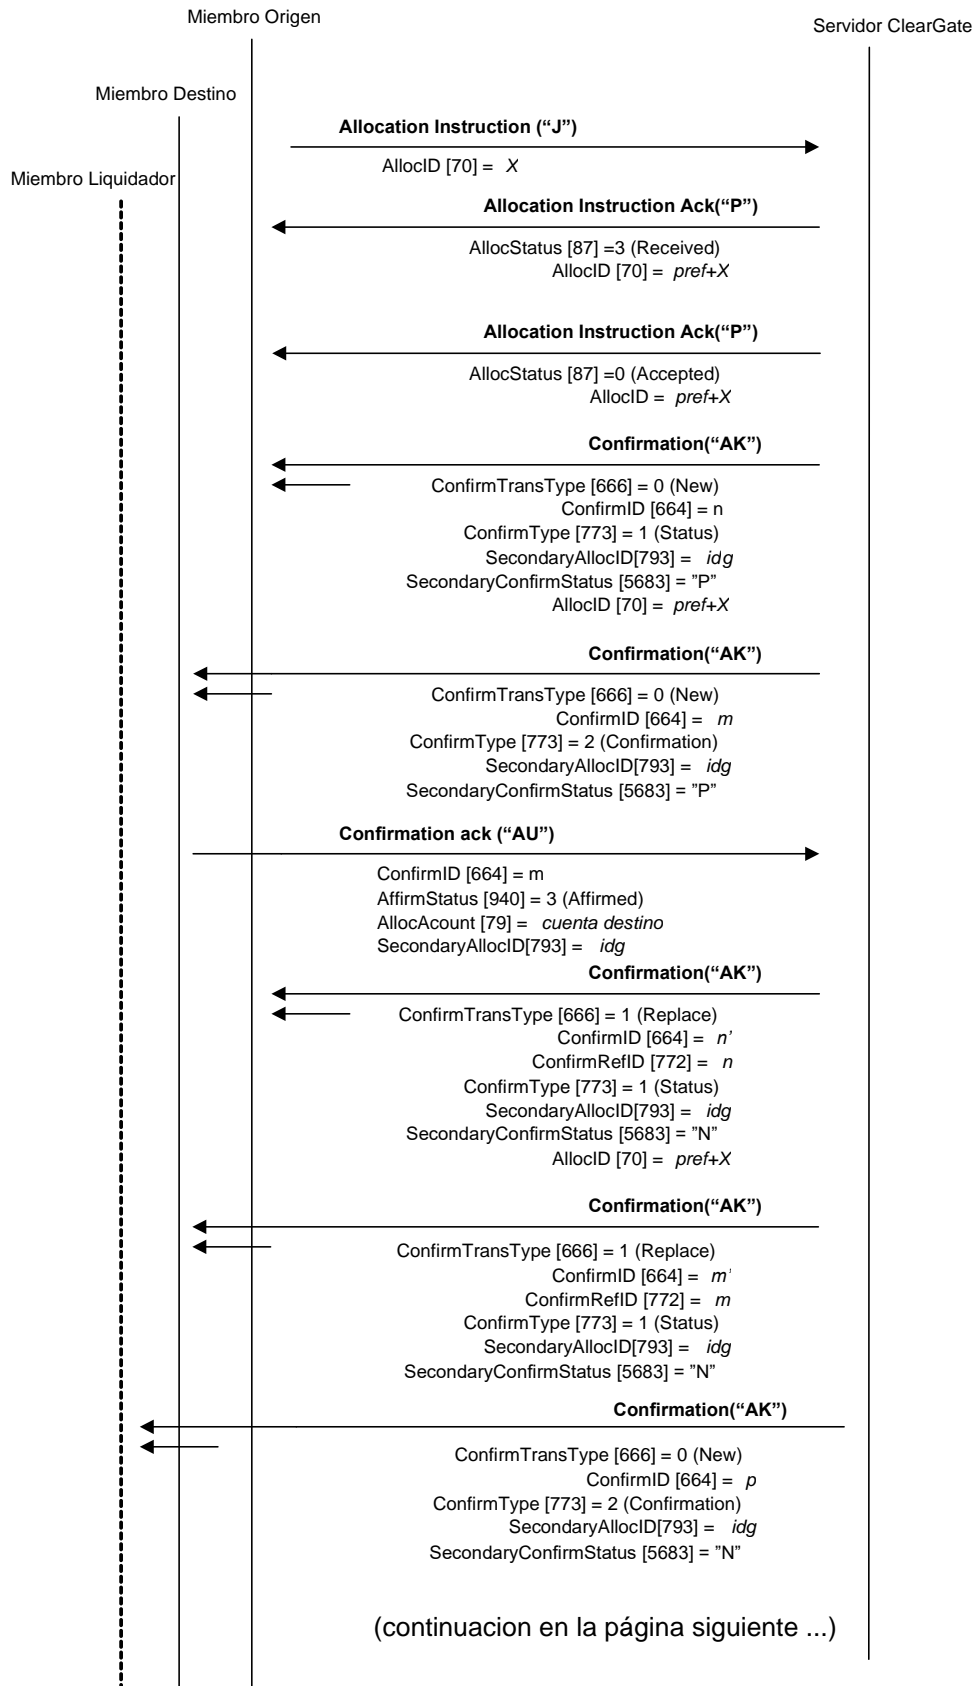 Miembro Origen
Servidor ClearGate
Miembro Destino
Miembro Liquidador
Allocation Instruction (“J”)
AllocID [70] = X
Allocation Instruction Ack(“P”)
AllocStatus [87] =3 (Received)
AllocID [70] = pref+X
Allocation Instruction Ack(“P”)
AllocStatus [87] =0 (Accepted)
AllocID = pref+X
Confirmation(“AK”)
ConfirmTransType [666] = 0 (New)
ConfirmID [664] = n
ConfirmType [773] = 1 (Status)
SecondaryAllocID[793] = idg
SecondaryConfirmStatus [5683] = ”P”
AllocID [70] = pref+X
Confirmation(“AK”)
ConfirmTransType [666] = 0 (New)
ConfirmID [664] = m
ConfirmType [773] = 2 (Confirmation)
SecondaryAllocID[793] = idg
SecondaryConfirmStatus [5683] = ”P”
Confirmation ack (“AU”)
ConfirmID [664] = m
AffirmStatus [940] = 3 (Affirmed)
AllocAcount [79] = cuenta destino
SecondaryAllocID[793] = idg
Confirmation(“AK”)
ConfirmTransType [666] = 1 (Replace)
ConfirmID [664] = n’
ConfirmRefID [772] = n
ConfirmType [773] = 1 (Status)
SecondaryAllocID[793] = idg
SecondaryConfirmStatus [5683] = ”N”
AllocID [70] = pref+X
Confirmation(“AK”)
ConfirmTransType [666] = 1 (Replace)
ConfirmID [664] = m’
ConfirmRefID [772] = m
ConfirmType [773] = 1 (Status)
SecondaryAllocID[793] = idg
SecondaryConfirmStatus [5683] = ”N”
Confirmation(“AK”)
ConfirmTransType [666] = 0 (New)
ConfirmID [664] = p
ConfirmType [773] = 2 (Confirmation)
SecondaryAllocID[793] = idg
SecondaryConfirmStatus [5683] = ”N”
(continuacion en la página siguiente ...)